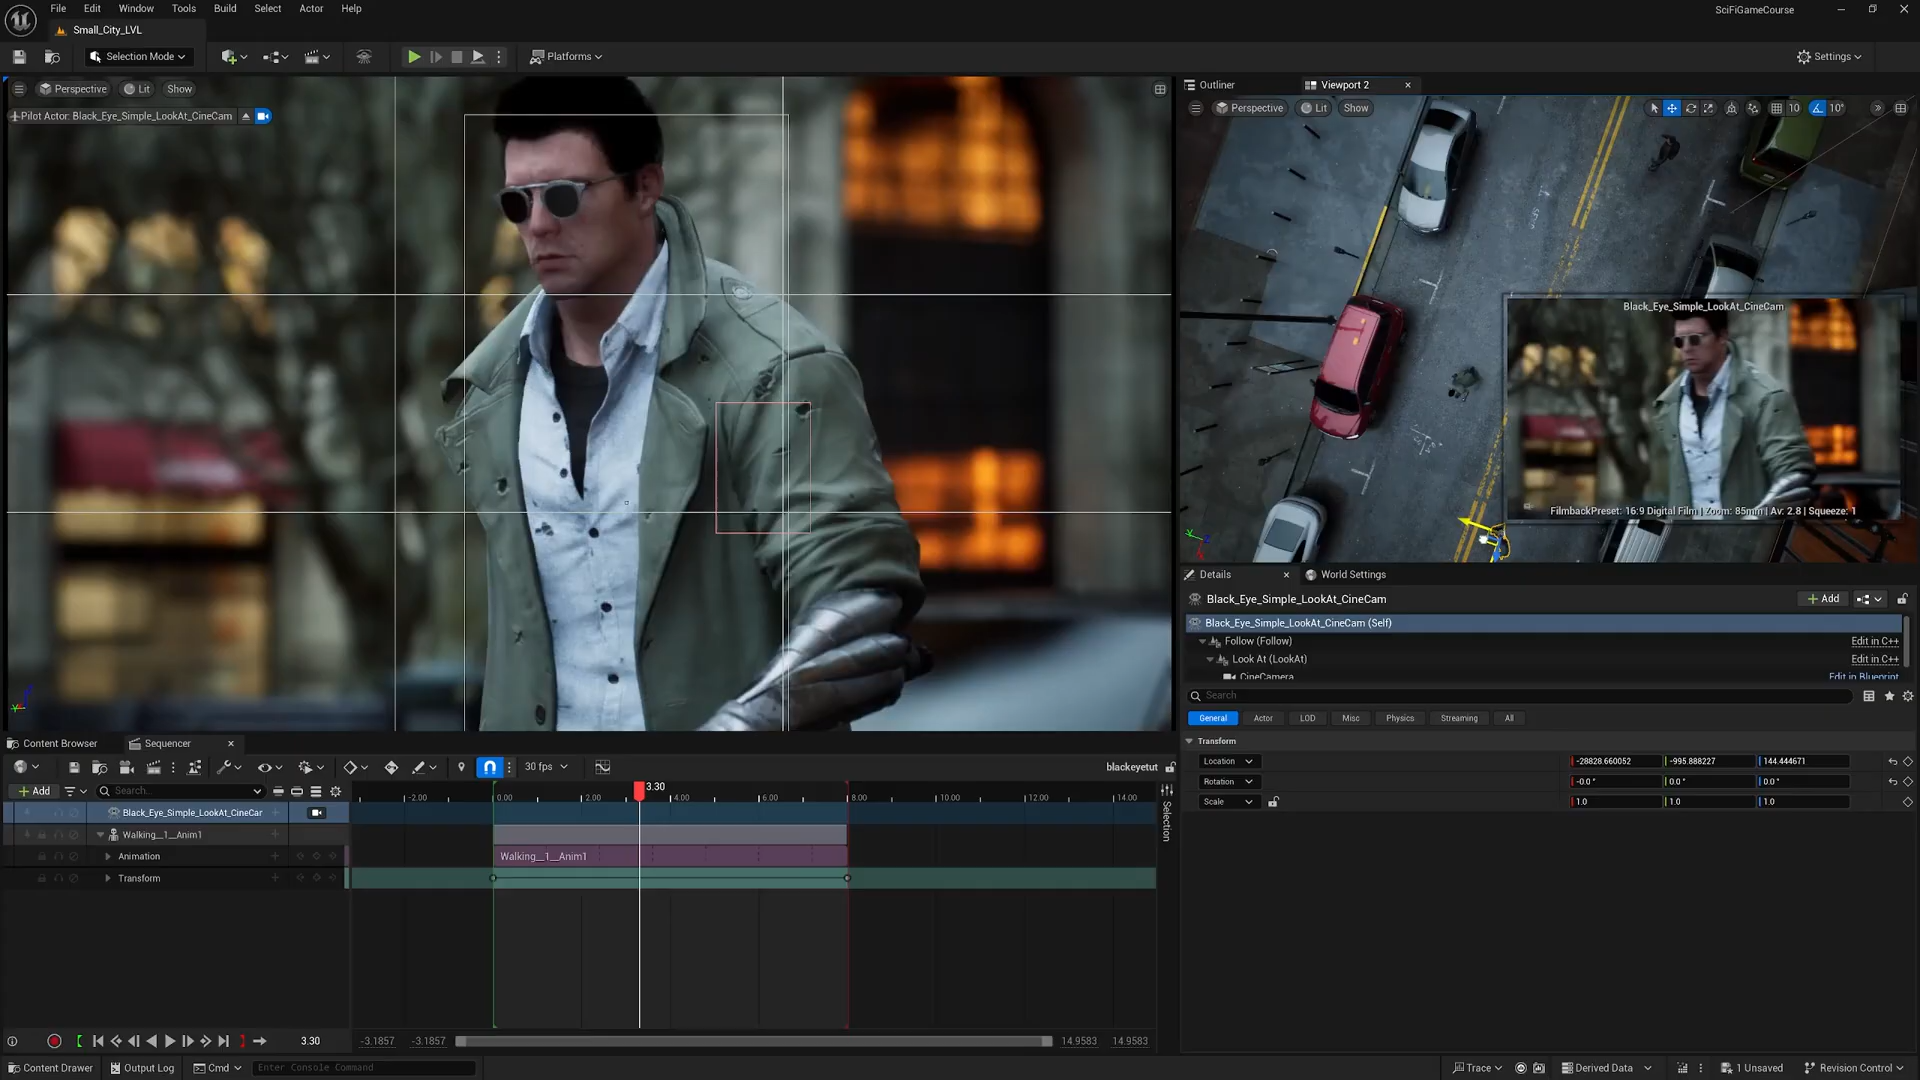 File Edit Window Tools Build Select Actor Help
SciFiGameCourse
Small_City_LVL
Selection Mode
Platforms
Settings
Perspective Lit Show
Pilot Actor: Black_Eye_Simple_LookAt_CineCam
Outliner
Viewport 2
Perspective Lit Show
10
10°
Black_Eye_Simple_LookAt_CineCam
FilmbackPreset: 16:9 Digital Film | Zoom: 85mm | Av: 2.8 | Squeeze: 1
Details
World Settings
Black_Eye_Simple_LookAt_CineCam
Add
Black_Eye_Simple_LookAt_CineCam (Self)
Follow (Follow)
Edit in C++
Look At (LookAt)
Edit in C++
CineCamera
Edit in Blueprint
Search
General Actor LOD Misc Physics Streaming All
Transform
Location -28828.660052 -995.888227 144.444671
Rotation -0.0° 0.0° 0.0°
Scale 1.0 1.0 1.0
Content Browser
Sequencer
30 fps
blackeyetut
Add
Search...
3.30
-2.00 0.00 2.00 4.00 6.00 8.00 10.00 12.00 14.00
Selection
Black_Eye_Simple_LookAt_CineCar
Walking__1__Anim1
Animation
Walking__1__Anim1
Transform
3.30
-3.1857 -3.1857
14.9583 14.9583
Content Drawer
Output Log
Cmd
Enter Console Command
Trace
Derived Data
1 Unsaved
Revision Control